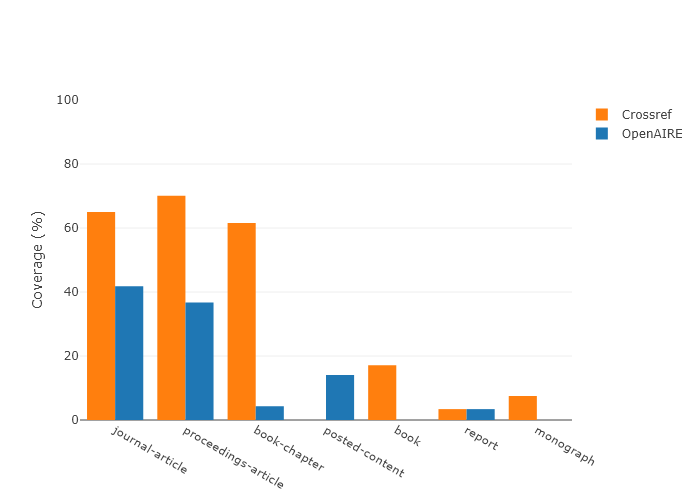 100
80
60
40
20
0
Coverage (%)
journal-article
proceedings-article
book-chapter
posted-content
book
report
monograph
Crossref
OpenAIRE